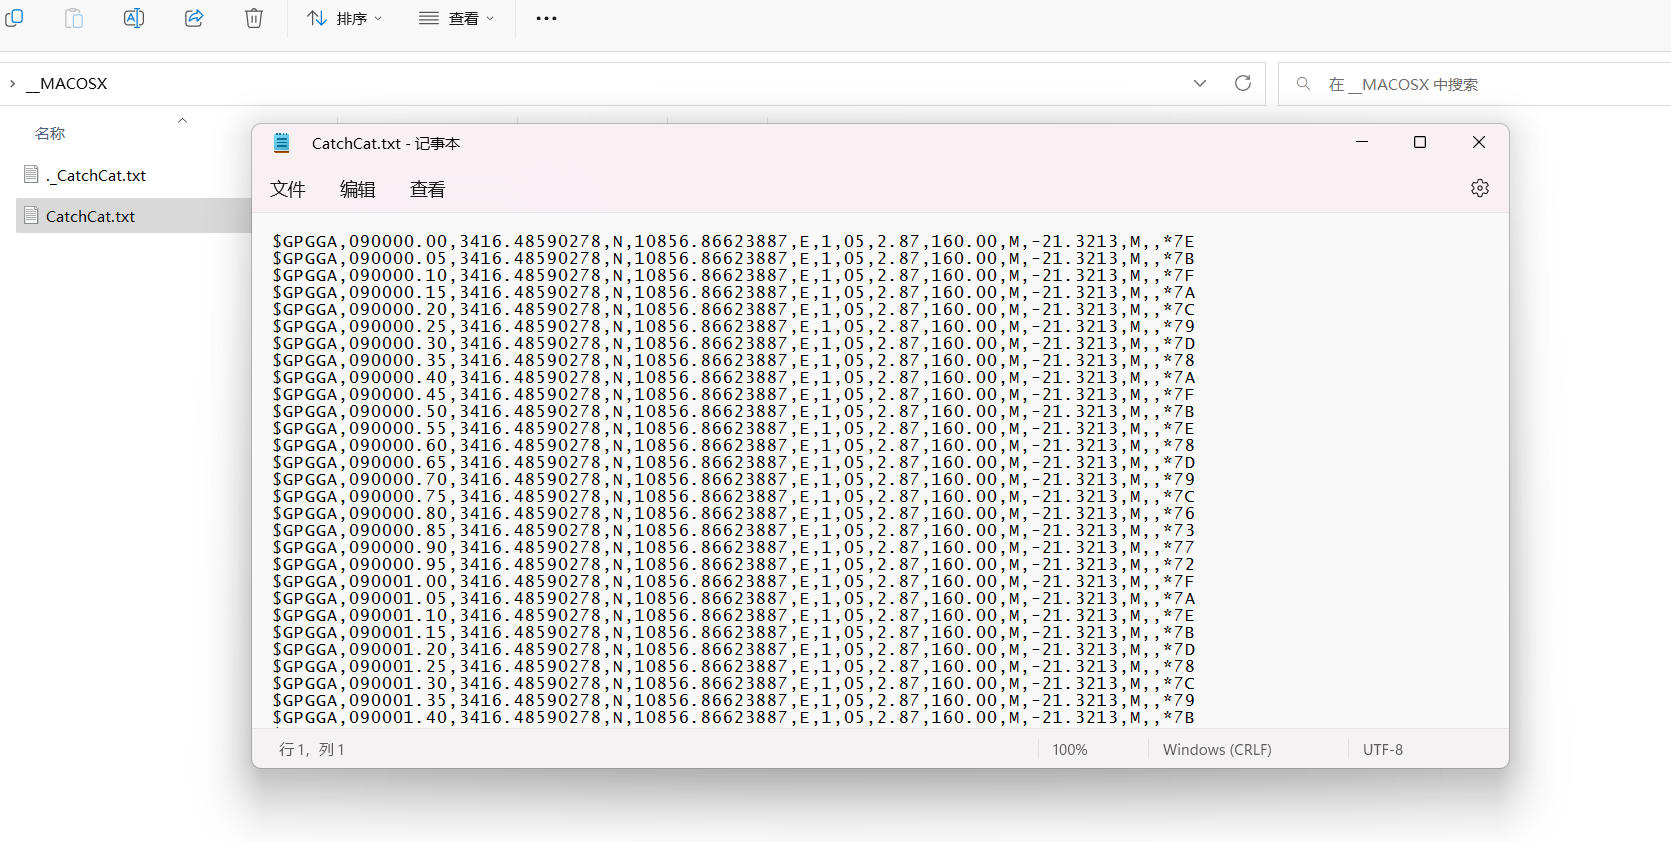 排序
查看
__MACOSX
在 __MACOSX 中搜索
名称
._CatchCat.txt
CatchCat.txt
CatchCat.txt - 记事本
文件 编辑 查看
$GPGGA,090000.00,3416.48590278,N,10856.86623887,E,1,05,2.87,160.00,M,-21.3213,M,,*7E
$GPGGA,090000.05,3416.48590278,N,10856.86623887,E,1,05,2.87,160.00,M,-21.3213,M,,*7B
$GPGGA,090000.10,3416.48590278,N,10856.86623887,E,1,05,2.87,160.00,M,-21.3213,M,,*7F
$GPGGA,090000.15,3416.48590278,N,10856.86623887,E,1,05,2.87,160.00,M,-21.3213,M,,*7A
$GPGGA,090000.20,3416.48590278,N,10856.86623887,E,1,05,2.87,160.00,M,-21.3213,M,,*7C
$GPGGA,090000.25,3416.48590278,N,10856.86623887,E,1,05,2.87,160.00,M,-21.3213,M,,*79
$GPGGA,090000.30,3416.48590278,N,10856.86623887,E,1,05,2.87,160.00,M,-21.3213,M,,*7D
$GPGGA,090000.35,3416.48590278,N,10856.86623887,E,1,05,2.87,160.00,M,-21.3213,M,,*78
$GPGGA,090000.40,3416.48590278,N,10856.86623887,E,1,05,2.87,160.00,M,-21.3213,M,,*7A
$GPGGA,090000.45,3416.48590278,N,10856.86623887,E,1,05,2.87,160.00,M,-21.3213,M,,*7F
$GPGGA,090000.50,3416.48590278,N,10856.86623887,E,1,05,2.87,160.00,M,-21.3213,M,,*7B
$GPGGA,090000.55,3416.48590278,N,10856.86623887,E,1,05,2.87,160.00,M,-21.3213,M,,*7E
$GPGGA,090000.60,3416.48590278,N,10856.86623887,E,1,05,2.87,160.00,M,-21.3213,M,,*78
$GPGGA,090000.65,3416.48590278,N,10856.86623887,E,1,05,2.87,160.00,M,-21.3213,M,,*7D
$GPGGA,090000.70,3416.48590278,N,10856.86623887,E,1,05,2.87,160.00,M,-21.3213,M,,*79
$GPGGA,090000.75,3416.48590278,N,10856.86623887,E,1,05,2.87,160.00,M,-21.3213,M,,*7C
$GPGGA,090000.80,3416.48590278,N,10856.86623887,E,1,05,2.87,160.00,M,-21.3213,M,,*76
$GPGGA,090000.85,3416.48590278,N,10856.86623887,E,1,05,2.87,160.00,M,-21.3213,M,,*73
$GPGGA,090000.90,3416.48590278,N,10856.86623887,E,1,05,2.87,160.00,M,-21.3213,M,,*77
$GPGGA,090000.95,3416.48590278,N,10856.86623887,E,1,05,2.87,160.00,M,-21.3213,M,,*72
$GPGGA,090001.00,3416.48590278,N,10856.86623887,E,1,05,2.87,160.00,M,-21.3213,M,,*7F
$GPGGA,090001.05,3416.48590278,N,10856.86623887,E,1,05,2.87,160.00,M,-21.3213,M,,*7A
$GPGGA,090001.10,3416.48590278,N,10856.86623887,E,1,05,2.87,160.00,M,-21.3213,M,,*7E
$GPGGA,090001.15,3416.48590278,N,10856.86623887,E,1,05,2.87,160.00,M,-21.3213,M,,*7B
$GPGGA,090001.20,3416.48590278,N,10856.86623887,E,1,05,2.87,160.00,M,-21.3213,M,,*7D
$GPGGA,090001.25,3416.48590278,N,10856.86623887,E,1,05,2.87,160.00,M,-21.3213,M,,*78
$GPGGA,090001.30,3416.48590278,N,10856.86623887,E,1,05,2.87,160.00,M,-21.3213,M,,*7C
$GPGGA,090001.35,3416.48590278,N,10856.86623887,E,1,05,2.87,160.00,M,-21.3213,M,,*79
$GPGGA,090001.40,3416.48590278,N,10856.86623887,E,1,05,2.87,160.00,M,-21.3213,M,,*7B
行 1，列 1
100%
Windows (CRLF)
UTF-8